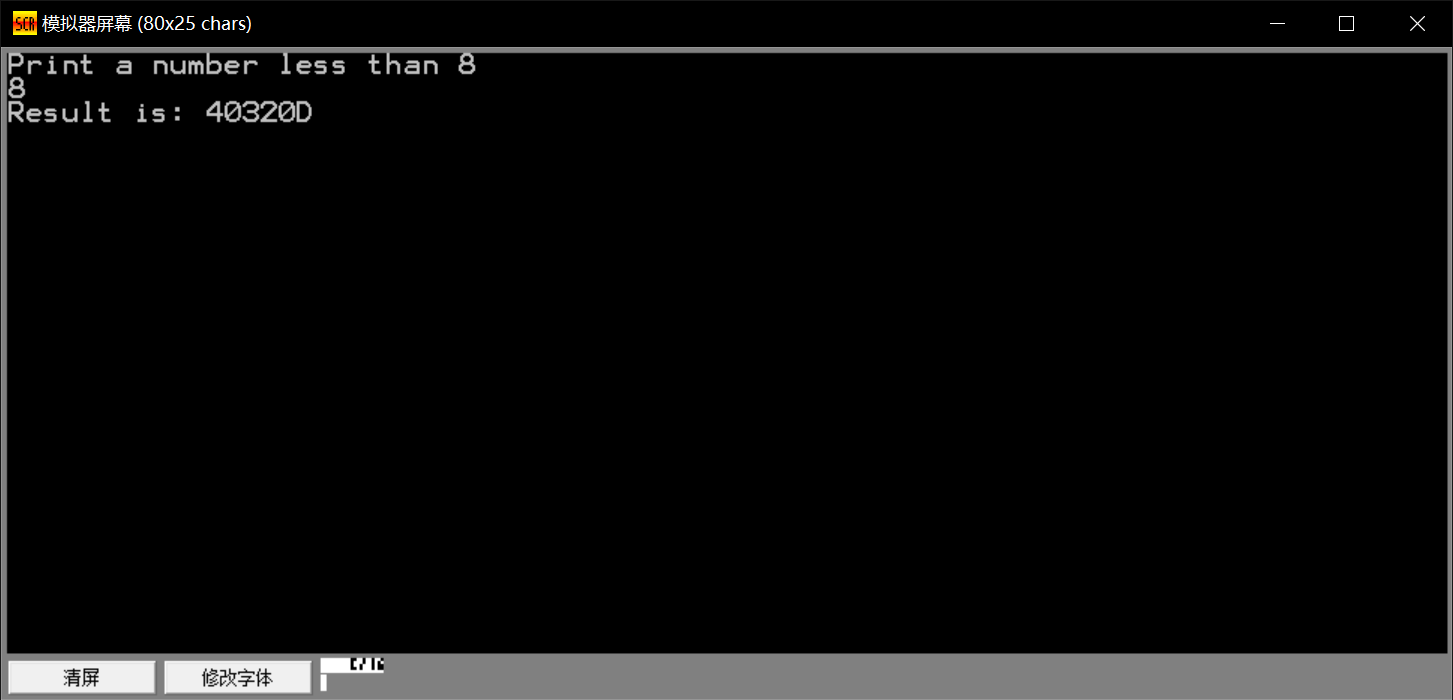 SCR 模拟器屏幕 (80x25 chars)
Print a number less than 8
8
Result is: 40320D
清屏 修改字体